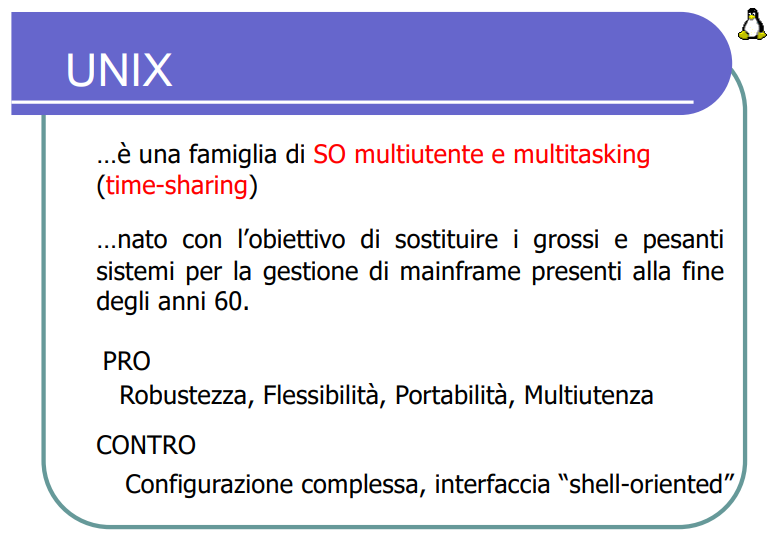 UNIX
…è una famiglia di SO multiutente e multitasking
(time-sharing)
…nato con l’obiettivo di sostituire i grossi e pesanti
sistemi per la gestione di mainframe presenti alla fine
degli anni 60.
PRO
Robustezza, Flessibilità, Portabilità, Multiutenza
CONTRO
Configurazione complessa, interfaccia “shell-oriented”